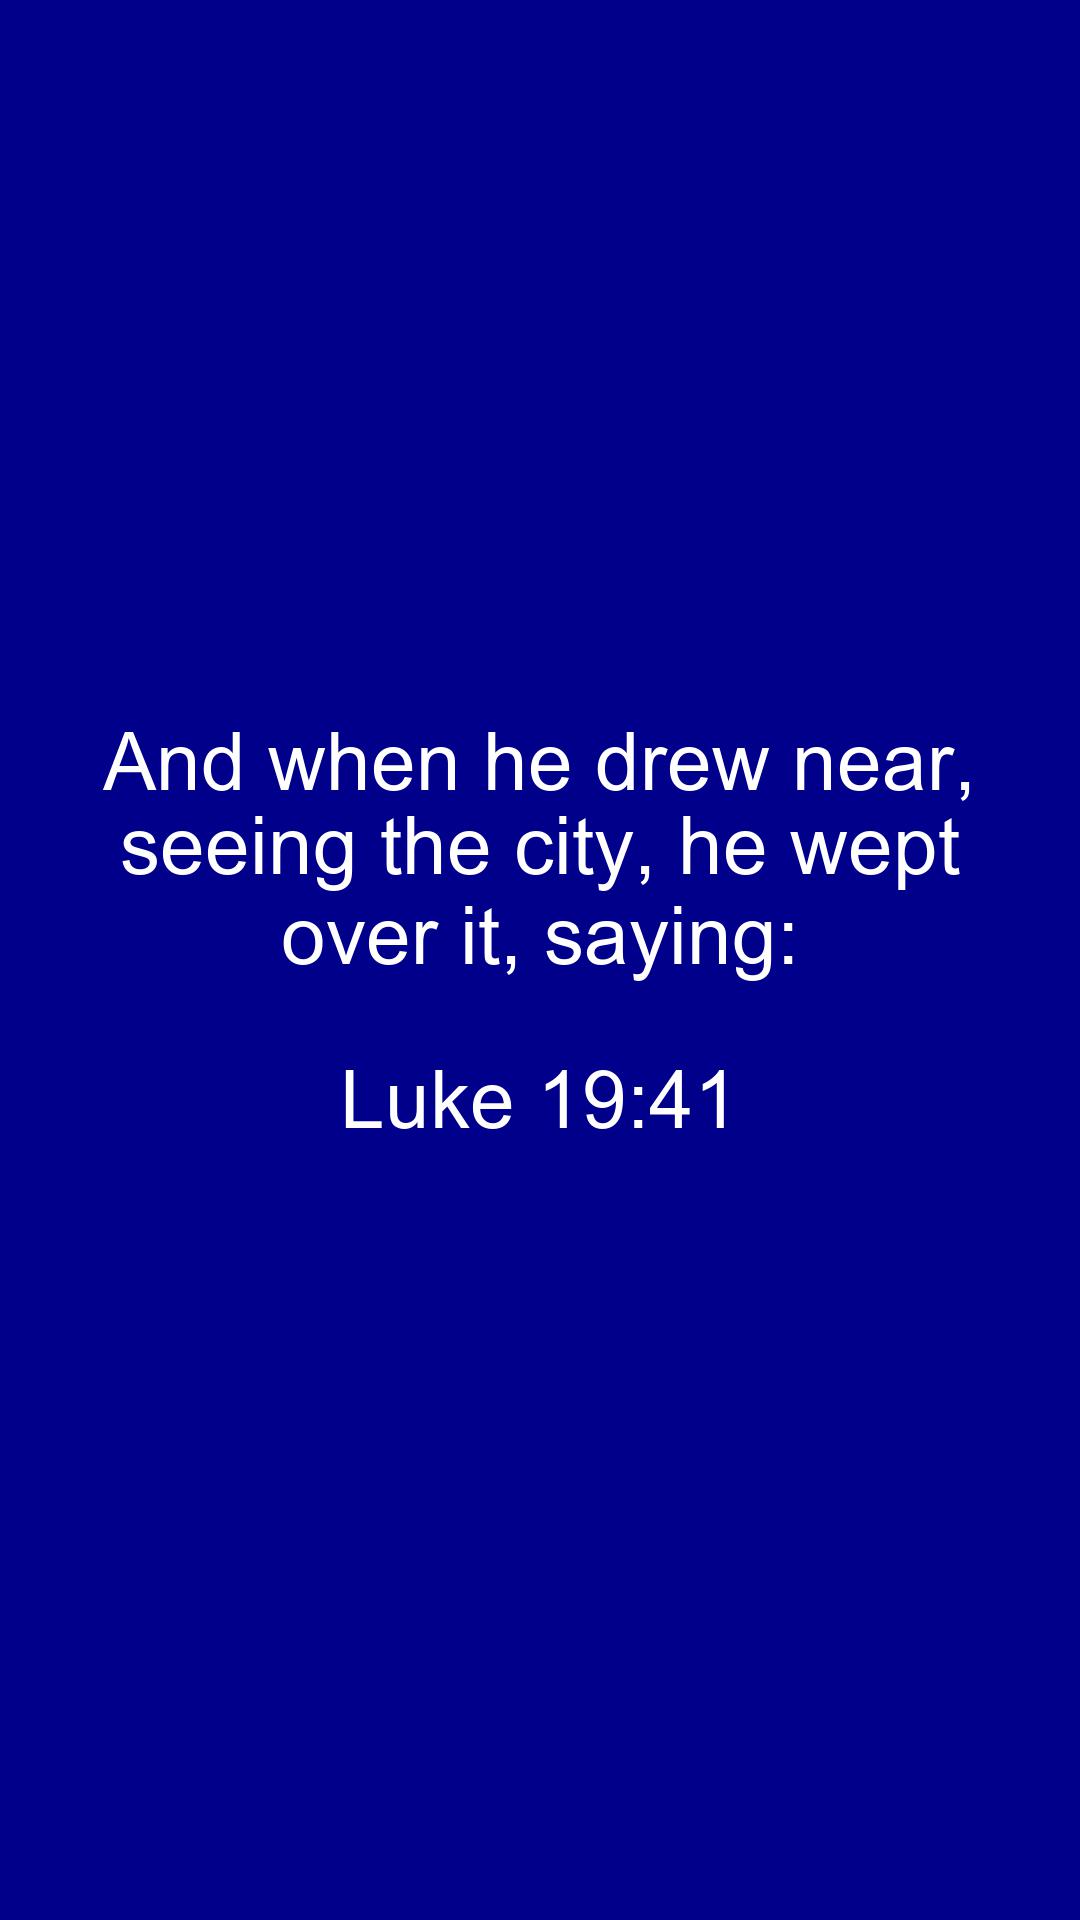 And when he drew near,
seeing the city, he wept
over it, saying:
Luke 19:41